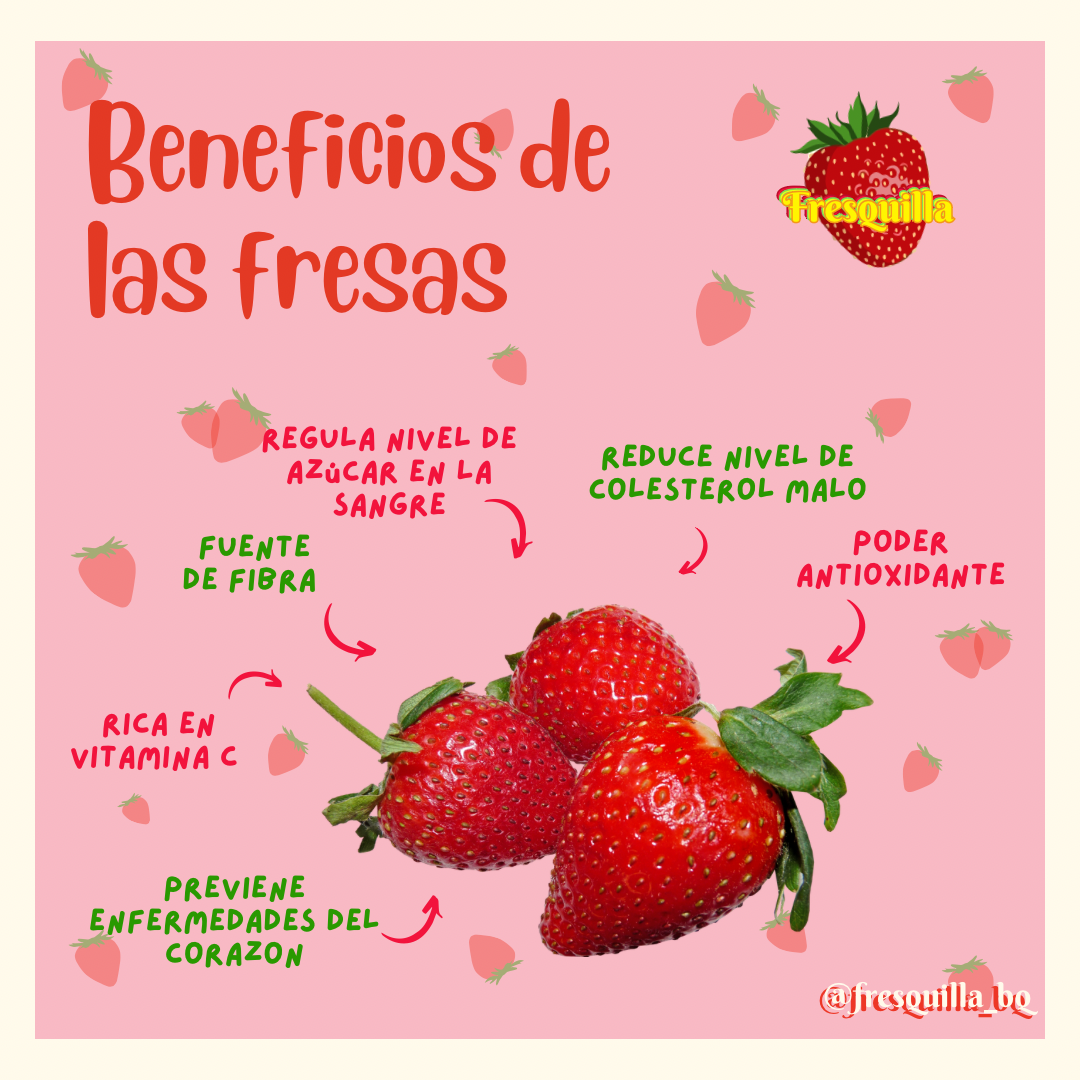 Beneficios de
las fresas
Fresquilla
REGULA NIVEL DE
AZúCAR EN LA
SANGRE
REDUCE NIVEL DE
COLESTEROL MALO
FUENTE
DE FIBRA
PODER
ANTIOXIDANTE
RICA EN
VITAMINA C
PREVIENE
ENFERMEDADES DEL
CORAZON
@fresquilla_bq